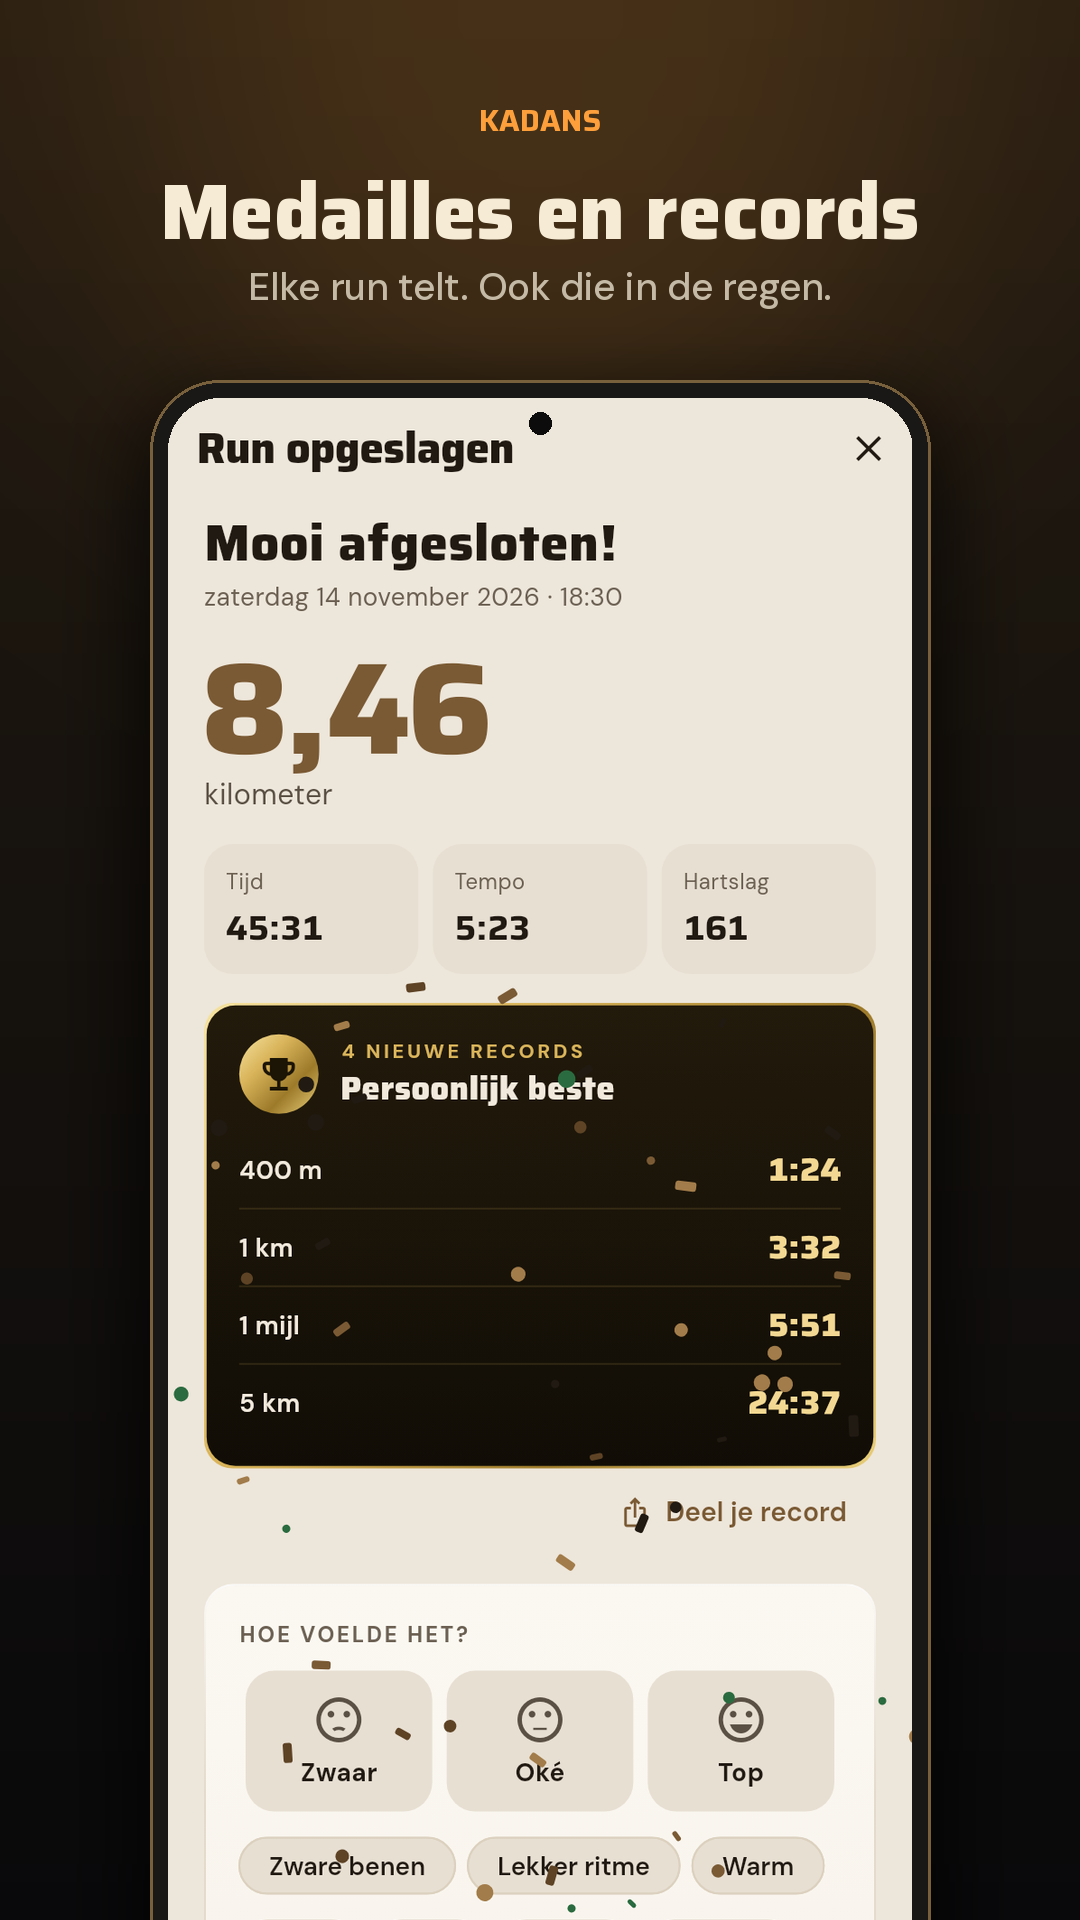 KADANS
Medailles en records
Elke run telt. Ook die in de regen.
Run opgeslagen
Mooi afgesloten!
zaterdag 14 november 2026 · 18:30
8,46
kilometer
Tijd
45:31
Tempo
5:23
Hartslag
161
4 NIEUWE RECORDS
Persoonlijk beste
400 m 1:24
1 km 3:32
1 mijl 5:51
5 km 24:37
Deel je record
HOE VOELDE HET?
Zwaar Oké Top
Zware benen Lekker ritme Warm